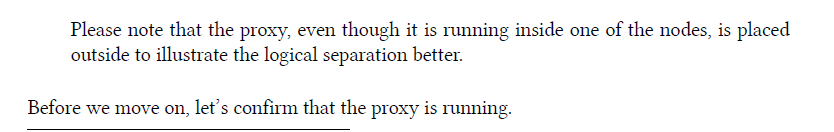 Please note that the proxy, even though it is running inside one of the nodes, is placed
outside to illustrate the logical separation better.
Before we move on, let’s confirm that the proxy is running.